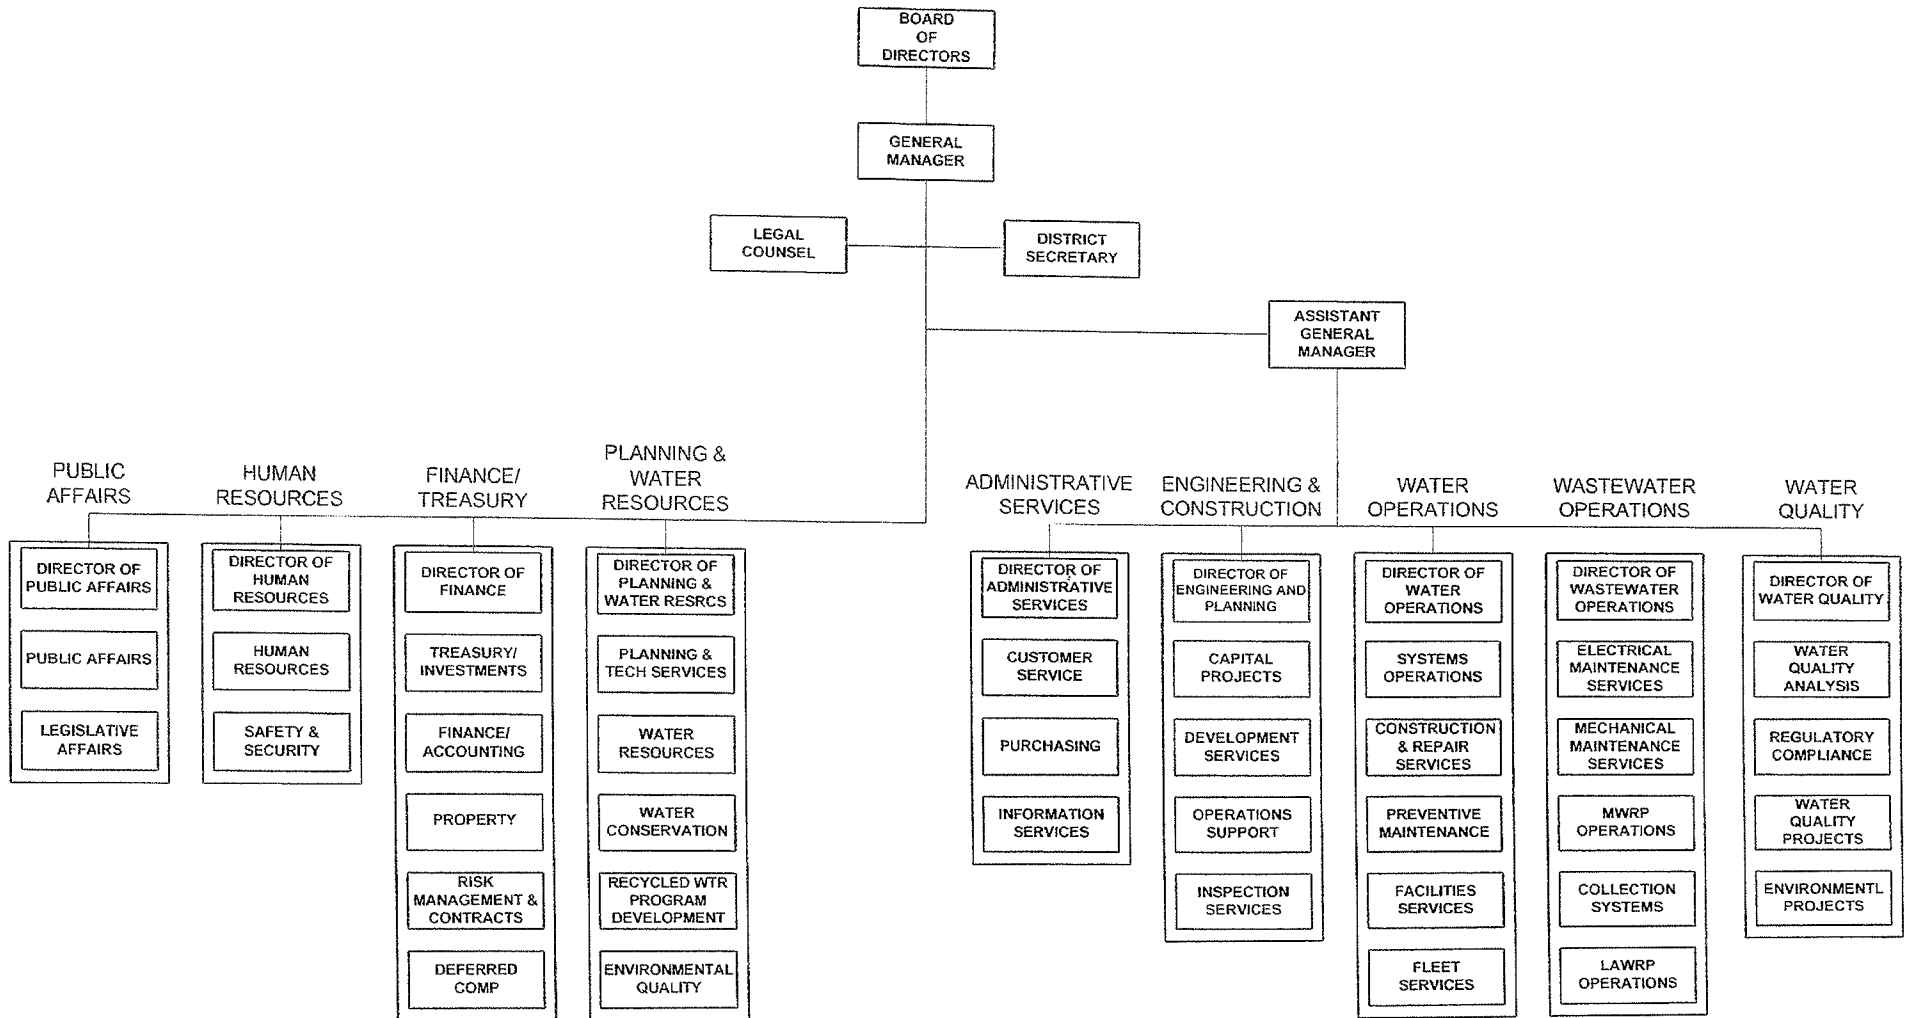 BOARD
OF
DIRECTORS
GENERAL
MANAGER
LEGAL
COUNSEL
DISTRICT
SECRETARY
ASSISTANT
GENERAL
MANAGER
PUBLIC
AFFAIRS
DIRECTOR OF
PUBLIC AFFAIRS
PUBLIC AFFAIRS
LEGISLATIVE
AFFAIRS
HUMAN
RESOURCES
DIRECTOR OF
HUMAN
RESOURCES
HUMAN
RESOURCES
SAFETY &
SECURITY
FINANCE/
TREASURY
DIRECTOR OF
FINANCE
TREASURY/
INVESTMENTS
FINANCE/
ACCOUNTING
PROPERTY
RISK
MANAGEMENT &
CONTRACTS
DEFERRED
COMP
PLANNING &
WATER
RESOURCES
DIRECTOR OF
PLANNING &
WATER RESRCS
PLANNING &
TECH SERVICES
WATER
RESOURCES
WATER
CONSERVATION
RECYCLED WTR
PROGRAM
DEVELOPMENT
ENVIRONMENTAL
QUALITY
ADMINISTRATIVE
SERVICES
DIRECTOR OF
ADMINISTRATIVE
SERVICES
CUSTOMER
SERVICE
PURCHASING
INFORMATION
SERVICES
ENGINEERING &
CONSTRUCTION
DIRECTOR OF
ENGINEERING AND
PLANNING
CAPITAL
PROJECTS
DEVELOPMENT
SERVICES
OPERATIONS
SUPPORT
INSPECTION
SERVICES
WATER
OPERATIONS
DIRECTOR OF
WATER
OPERATIONS
SYSTEMS
OPERATIONS
CONSTRUCTION
& REPAIR
SERVICES
PREVENTIVE
MAINTENANCE
FACILITIES
SERVICES
FLEET
SERVICES
WASTEWATER
OPERATIONS
DIRECTOR OF
WASTEWATER
OPERATIONS
ELECTRICAL
MAINTENANCE
SERVICES
MECHANICAL
MAINTENANCE
SERVICES
MWRP
OPERATIONS
COLLECTION
SYSTEMS
LAWRP
OPERATIONS
WATER
QUALITY
DIRECTOR OF
WATER QUALITY
WATER
QUALITY
ANALYSIS
REGULATORY
COMPLIANCE
WATER
QUALITY
PROJECTS
ENVIRONMENTL
PROJECTS